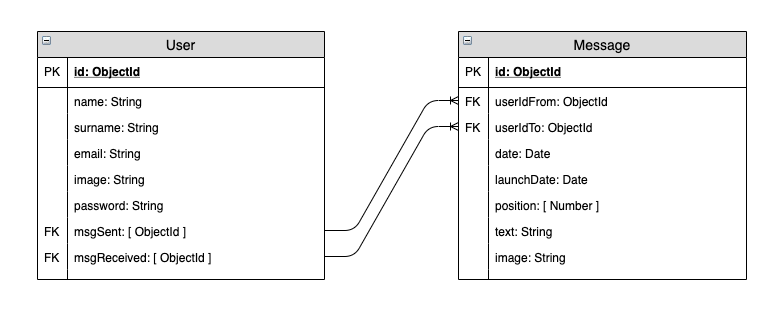 User
PK id: ObjectId
name: String
surname: String
email: String
image: String
password: String
FK msgSent: [ ObjectId ]
FK msgReceived: [ ObjectId ]
Message
PK id: ObjectId
FK userIdFrom: ObjectId
FK userIdTo: ObjectId
date: Date
launchDate: Date
position: [ Number ]
text: String
image: String